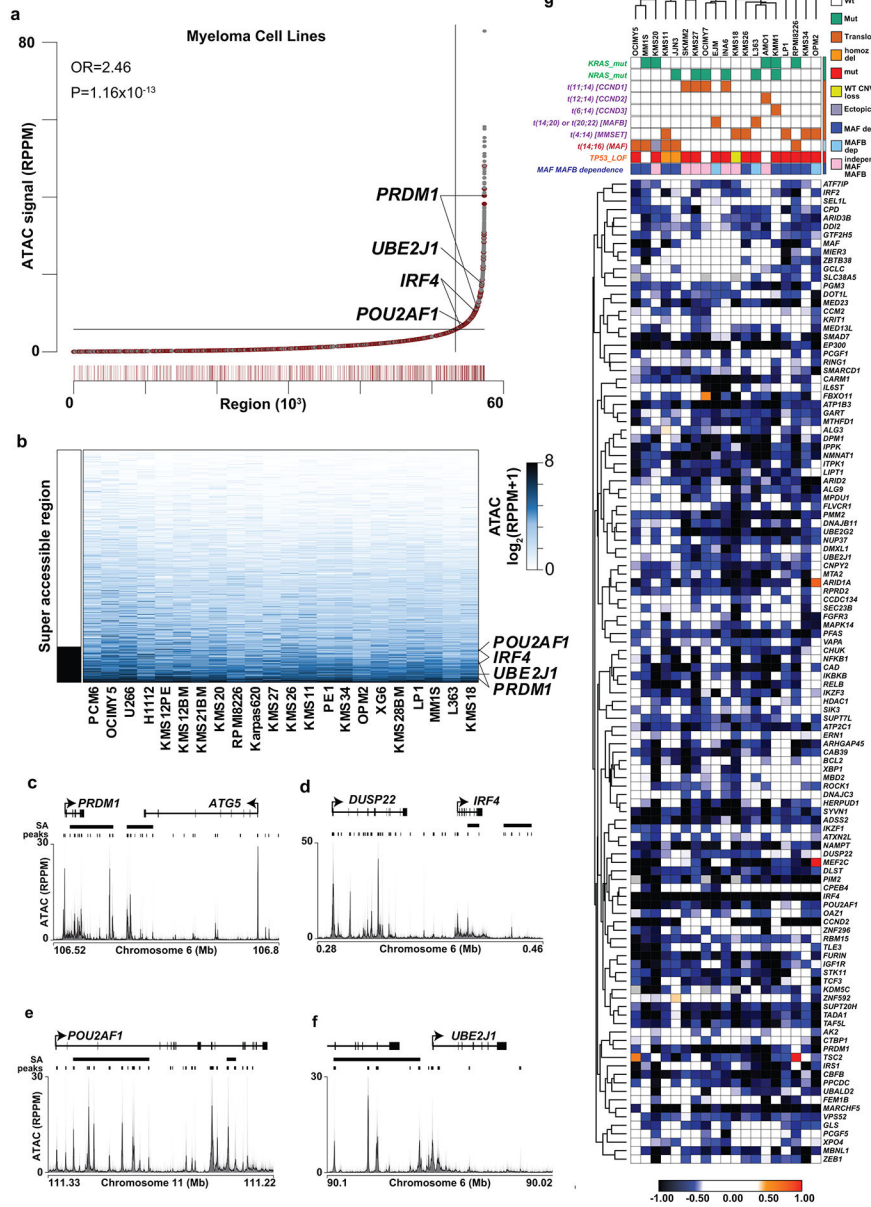 a
Myeloma Cell Lines
OR=2.46
P=1.16x10-13
80
0
ATAC signal (RPPM)
PRDM1
UBE2J1
IRF4
POU2AF1
0
60
Region (10³)
b
Super accessible region
8
0
ATAC
log₂(RPPM+1)
POU2AF1
IRF4
UBE2J1
PRDM1
PCM6
OCIMY5
U266
H1112
KMS12PE
KMS12BM
KMS21BM
KMS20
RPMI8226
Karpas620
KMS27
KMS26
KMS11
PE1
KMS34
OPM2
XG6
KMS28BM
LP1
MM1S
L363
KMS18
c
PRDM1
ATG5
SA
peaks
30
0
ATAC (RPPM)
106.52
Chromosome 6 (Mb)
106.8
d
DUSP22
IRF4
50
0
0.28
Chromosome 6 (Mb)
0.46
e
POU2AF1
SA
peaks
30
0
ATAC (RPPM)
111.33
Chromosome 11 (Mb)
111.22
f
UBE2J1
30
0
90.1
Chromosome 6 (Mb)
90.02
g
OCIMY5
MM1S
KMS20
KMS11
JJN3
SKMM2
KMS27
OCIMY7
EJM
INA6
KMS18
KMS26
L363
AMO1
KMM1
LP1
RPMI8226
KMS34
OPM2
KRAS_mut
NRAS_mut
t(11;14) [CCND1]
t(12;14) [CCND2]
t(6;14) [CCND3]
t(14;20) or t(20;22) [MAFB]
t(4:14) [MMSET]
t(14;16) (MAF)
TP53_LOF
MAF MAFB dependence
Wt
Mut
Translo
homoz
del
mut
WT CNV
loss
Ectopic
MAF de
MAFB
dep
indepen
MAF
MAFB
ATF7IP
IRF2
SEL1L
CPD
ARID3B
DDI2
GTF2H5
MAF
MIER3
ZBTB38
GCLC
SLC38A5
PGM3
DOT1L
MED23
CCM2
KRIT1
MED13L
SMAD7
EP300
PCGF1
RING1
SMARCD1
CARM1
IL6ST
FBXO11
ATP1B3
GART
MTHFD1
ALG3
DPM1
IPPK
NMNAT1
ITPK1
LIPT1
ARID2
ALG9
MPDU1
FLVCR1
PMM2
DNAJB11
UBE2G2
NUP37
DMXL1
UBE2J1
CNPY2
MTA2
ARID1A
RPRD2
CCDC134
SEC23B
FGFR3
MAPK14
PFAS
VAPA
CHUK
NFKB1
CAD
IKBKB
RELB
IKZF3
HDAC1
SIK3
SUPT7L
ATP2C1
ERN1
ARHGAP45
CAB39
BCL2
XBP1
MBD2
ROCK1
DNAJC3
HERPUD1
SYVN1
ADSS2
IKZF1
ATXN2L
NAMPT
DUSP22
MEF2C
DLST
PIM2
CPEB4
IRF4
POU2AF1
OAZ1
CCND2
ZNF296
RBM15
TLE3
FURIN
IGF1R
STK11
TCF3
KDM5C
ZNF592
SUPT20H
TADA1
TAF5L
AK2
CTBP1
PRDM1
TSC2
IRS1
CBFB
PPCDC
UBALD2
FEM1B
MARCHF5
VPS52
GLS
PCGF5
XPO4
MBNL1
ZEB1
-1.00
-0.50
0.00
0.50
1.00